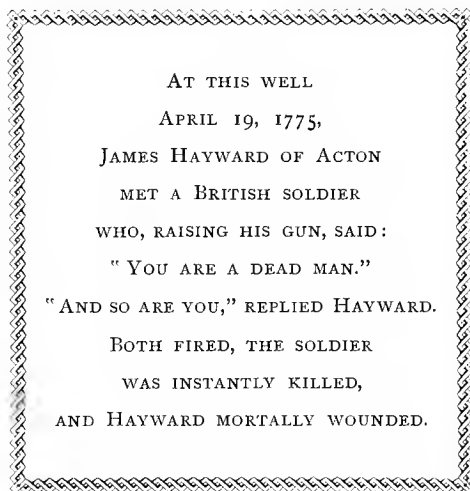 At this well
April 19, 1775,
James Hayward of Acton
met a British soldier
who, raising his gun, said:
"You are a dead man."
"And so are you," replied Hayward.
Both fired, the soldier
was instantly killed,
and Hayward mortally wounded.